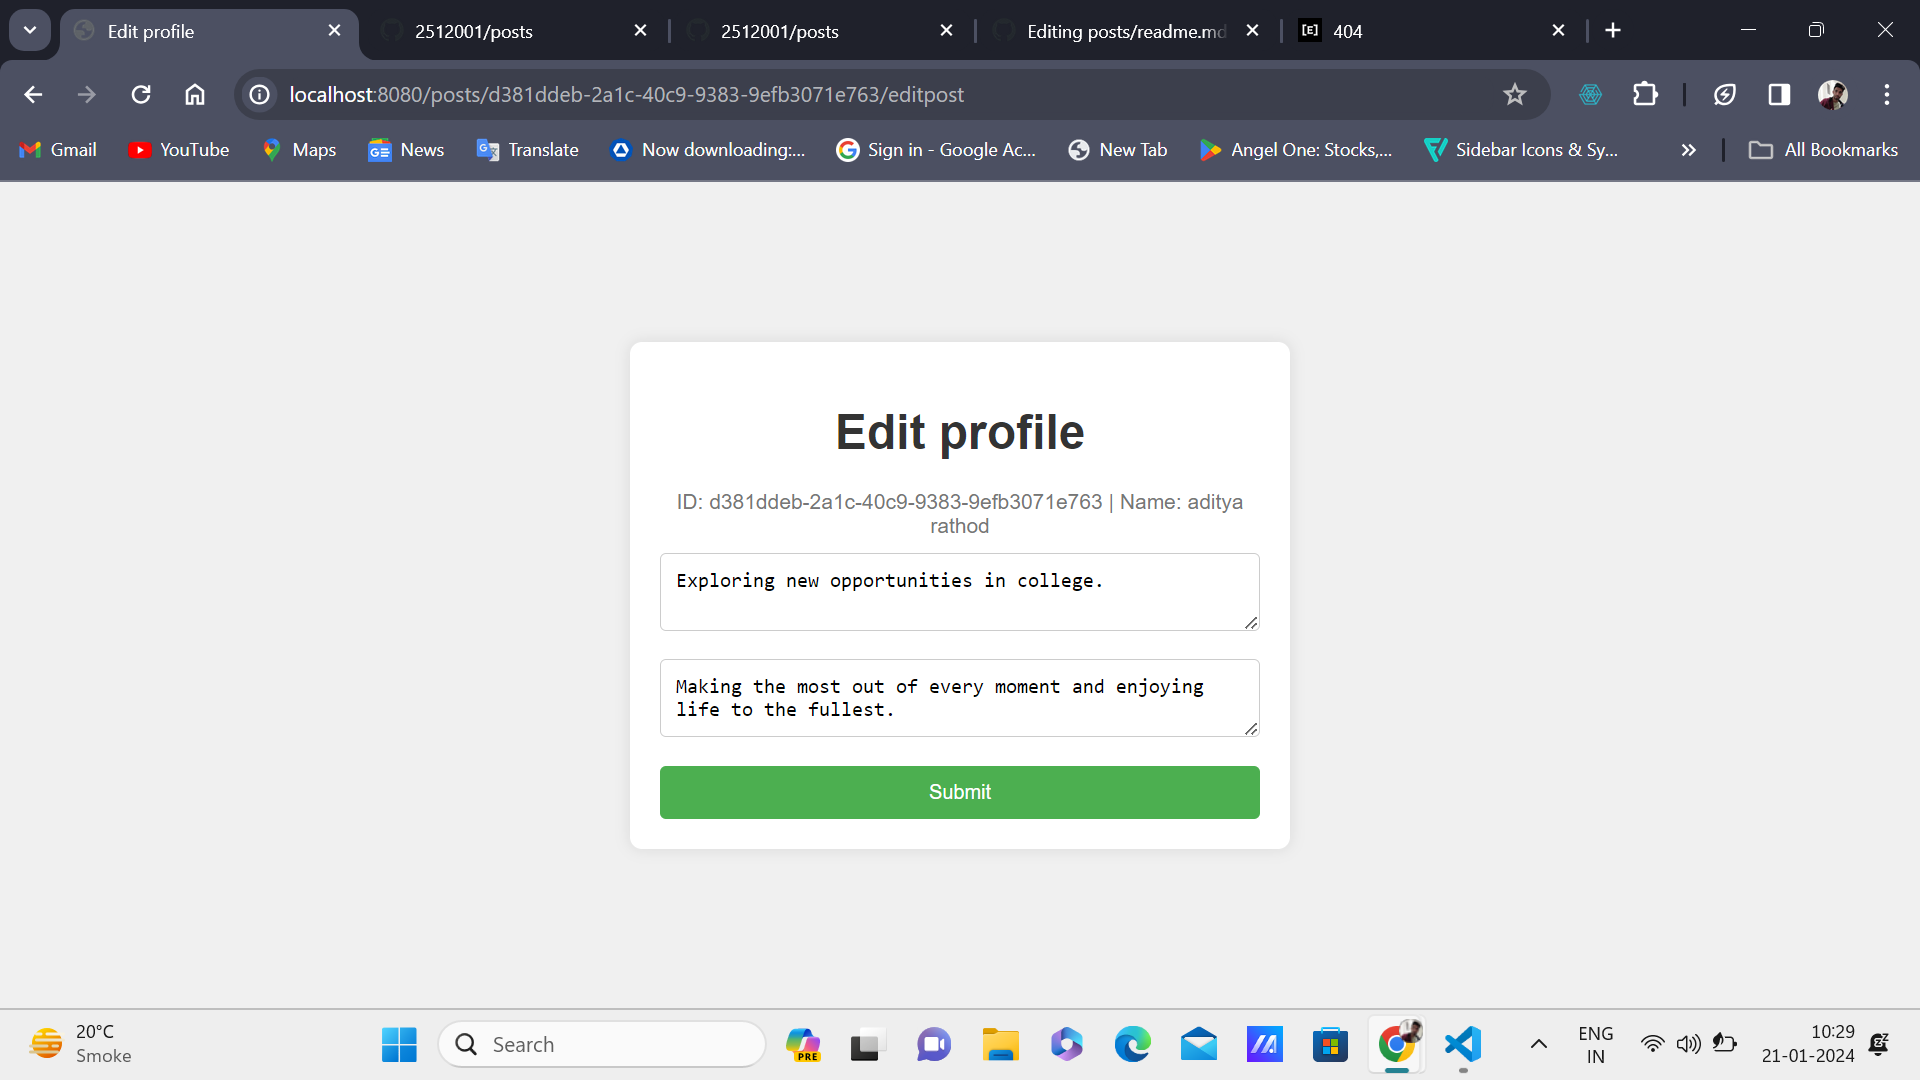 Edit profile
2512001/posts
2512001/posts
Editing posts/readme.md
[E] 404
localhost:8080/posts/d381ddeb-2a1c-40c9-9383-9efb3071e763/editpost
Gmail
YouTube
Maps
News
Translate
Now downloading:...
Sign in - Google Ac...
New Tab
Angel One: Stocks,...
Sidebar Icons & Sy...
All Bookmarks
Edit profile
ID: d381ddeb-2a1c-40c9-9383-9efb3071e763 | Name: aditya
rathod
Exploring new opportunities in college.
Making the most out of every moment and enjoying
life to the fullest.
Submit
20°C
Smoke
Search
PRE
ENG
IN
10:29
21-01-2024